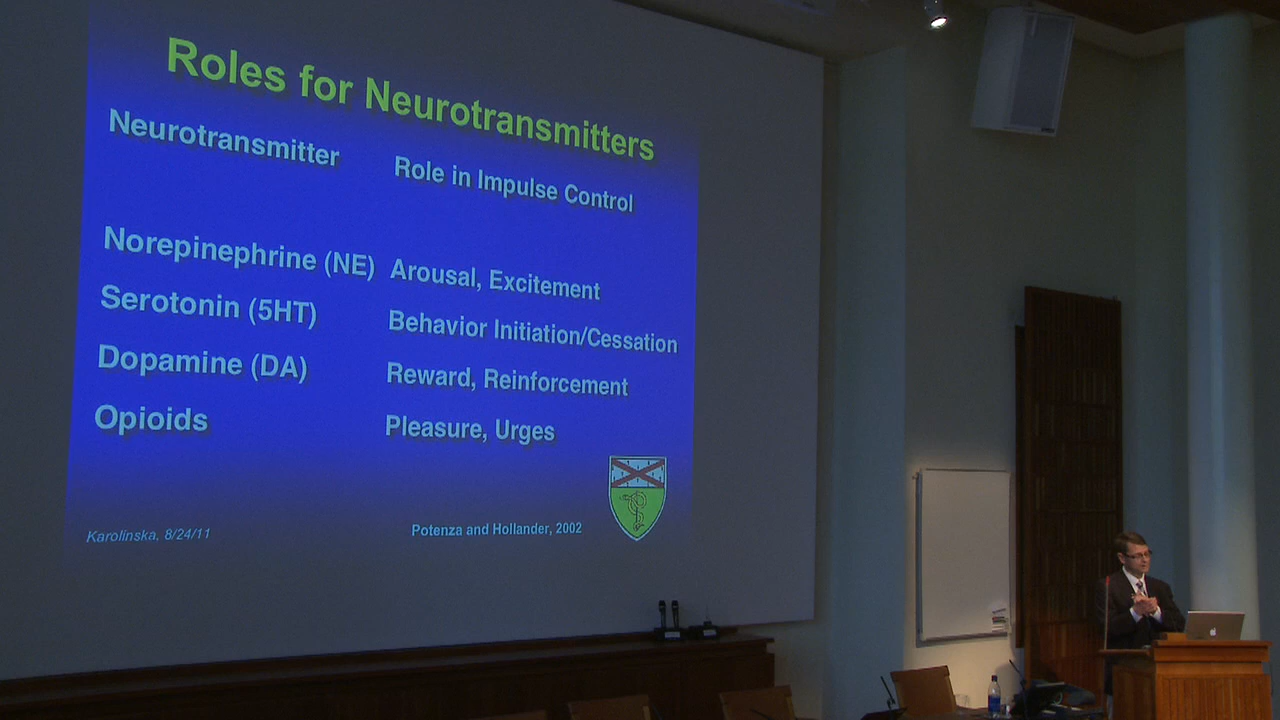 Roles for Neurotransmitters
Neurotransmitter Role in Impulse Control
Norepinephrine (NE) Arousal, Excitement
Serotonin (5HT) Behavior Initiation/Cessation
Dopamine (DA) Reward, Reinforcement
Opioids Pleasure, Urges
Karolinska, 8/24/11 Potenza and Hollander, 2002